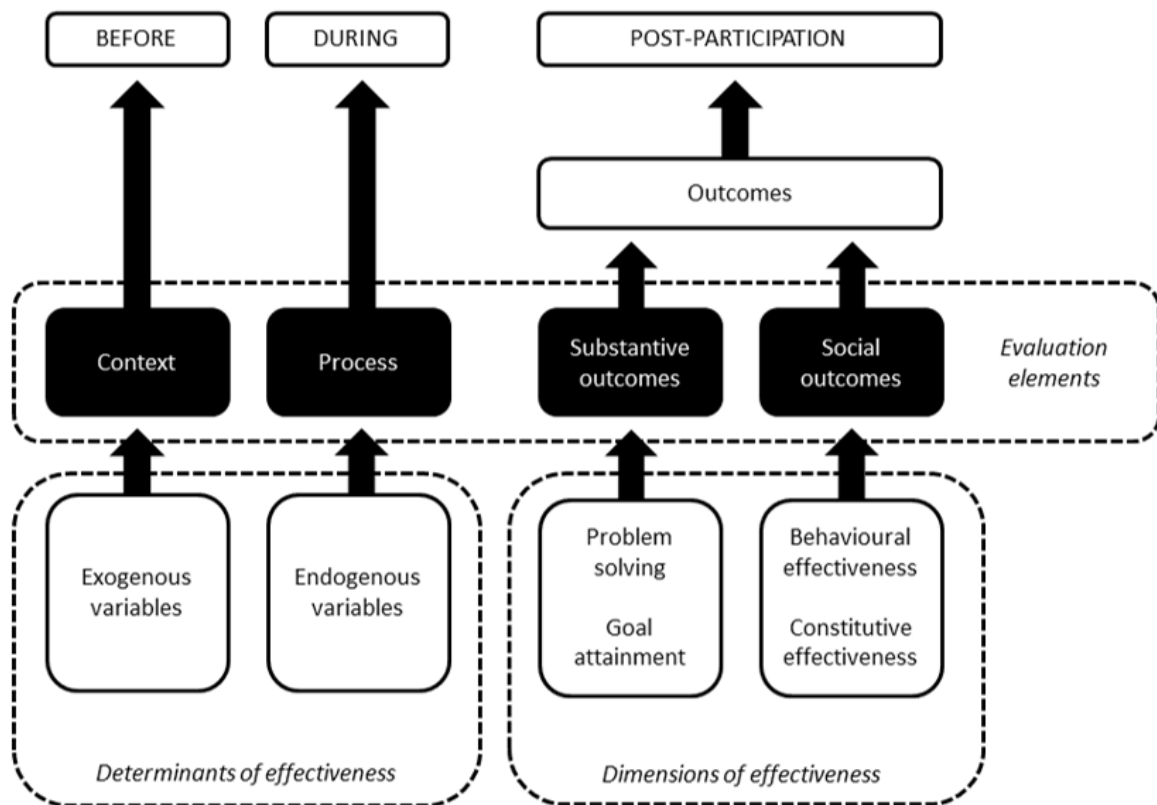 BEFORE
DURING
POST-PARTICIPATION
Outcomes
Context
Process
Substantive
outcomes
Social
outcomes
Evaluation
elements
Exogenous
variables
Endogenous
variables
Problem
solving
Goal
attainment
Behavioural
effectiveness
Constitutive
effectiveness
Determinants of effectiveness
Dimensions of effectiveness